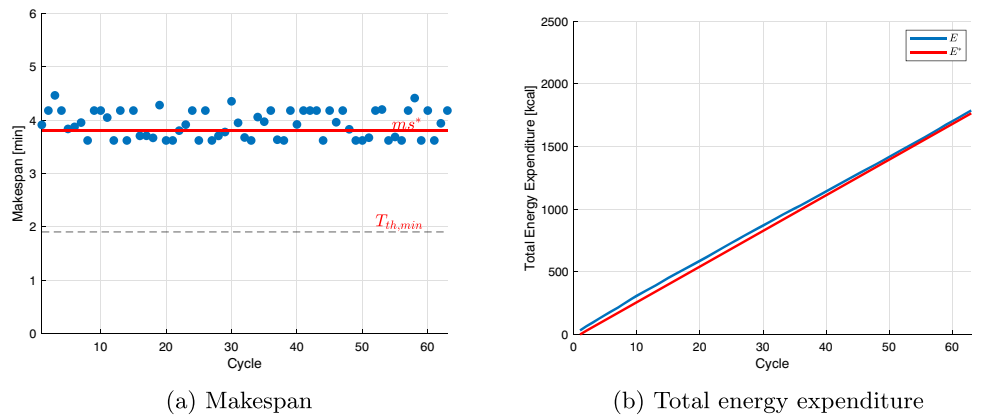 6
5
4
3
2
1
0
Makespan [min]
ms*
T_{th,min}
10 20 30 40 50 60
Cycle
(a) Makespan
2500
2000
1500
1000
500
0
Total Energy Expenditure [kcal]
E
E*
0 10 20 30 40 50 60
Cycle
(b) Total energy expenditure